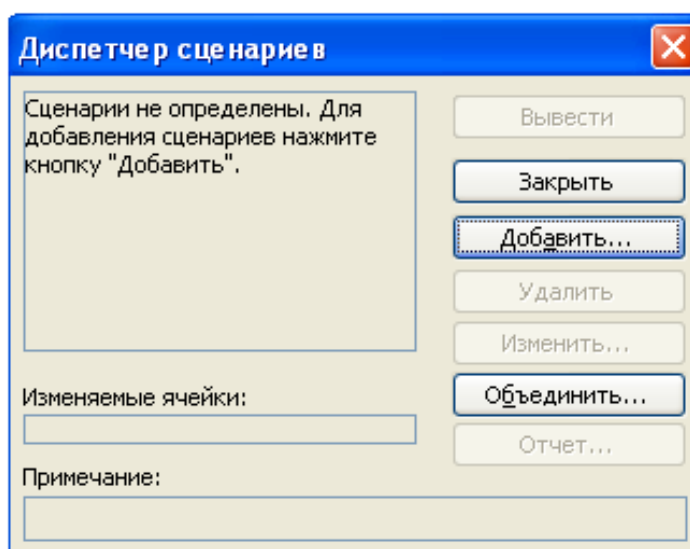 Диспетчер сценариев
Сценарии не определены. Для
добавления сценариев нажмите
кнопку "Добавить".
Вывести
Закрыть
Добавить...
Удалить
Изменить...
Объединить...
Отчет...
Изменяемые ячейки:
Примечание: